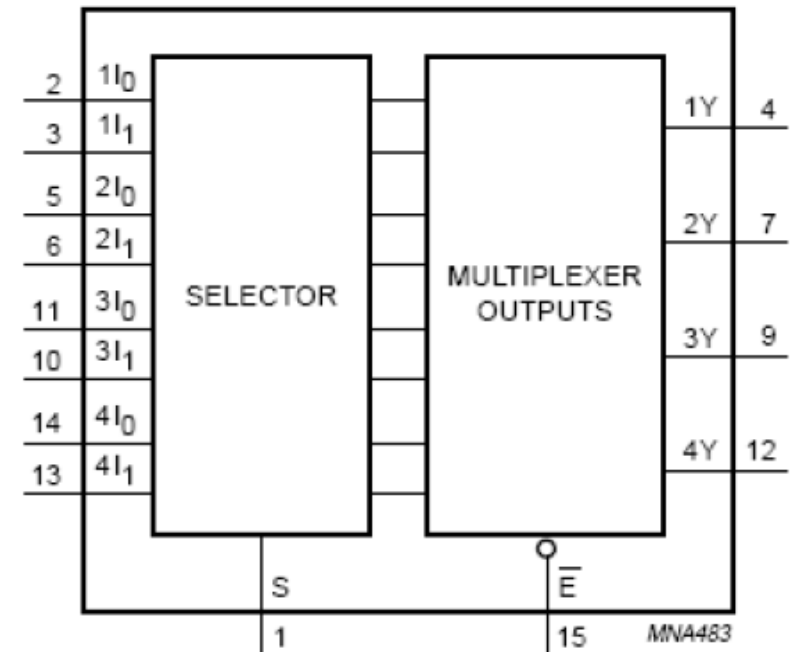 2 1I0
3 1I1
5 2I0
6 2I1
11 3I0
10 3I1
14 4I0
13 4I1
SELECTOR
MULTIPLEXER
OUTPUTS
1Y 4
2Y 7
3Y 9
4Y 12
S
1
E̅
15
MNA483